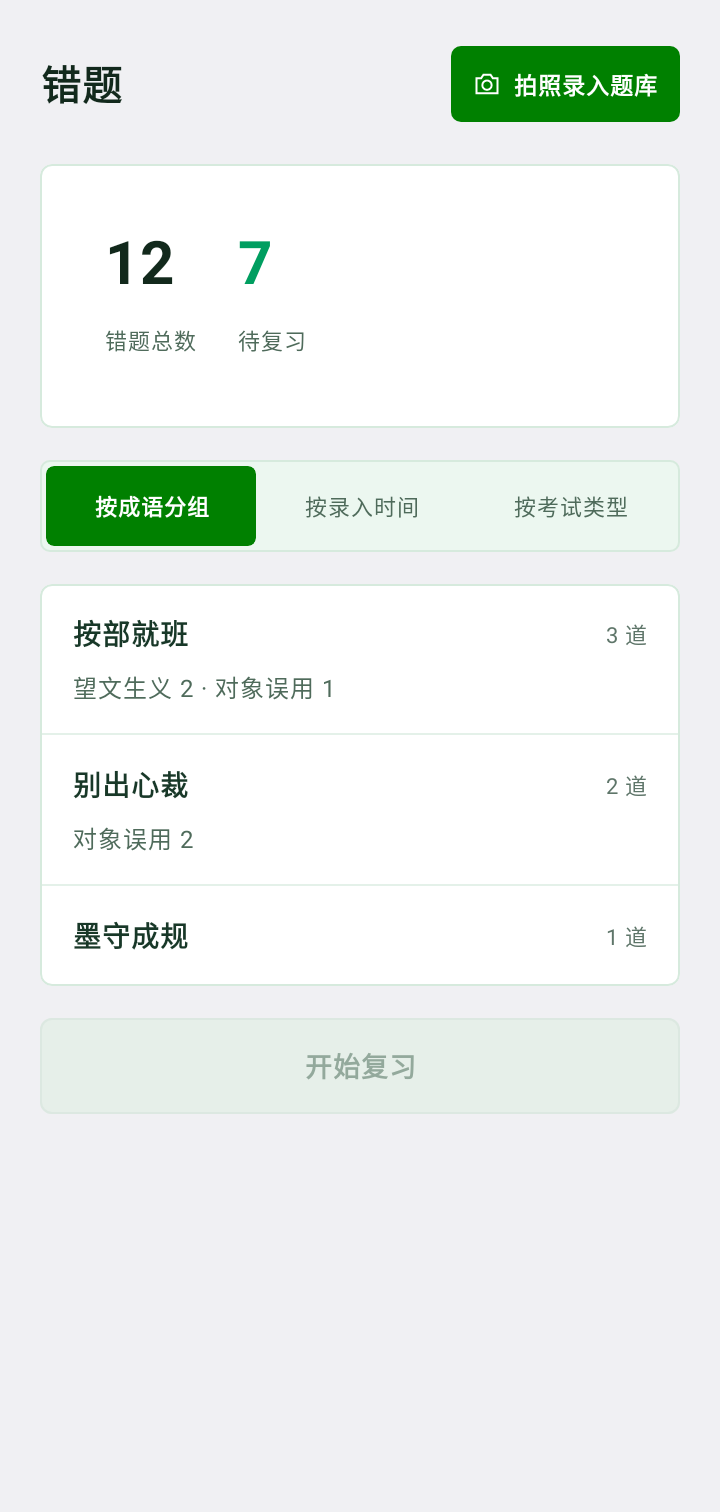 错题
拍照录入题库
12 7
错题总数 待复习
按成语分组 按录入时间 按考试类型
按部就班 3 道
望文生义 2 · 对象误用 1
别出心裁 2 道
对象误用 2
墨守成规 1 道
开始复习